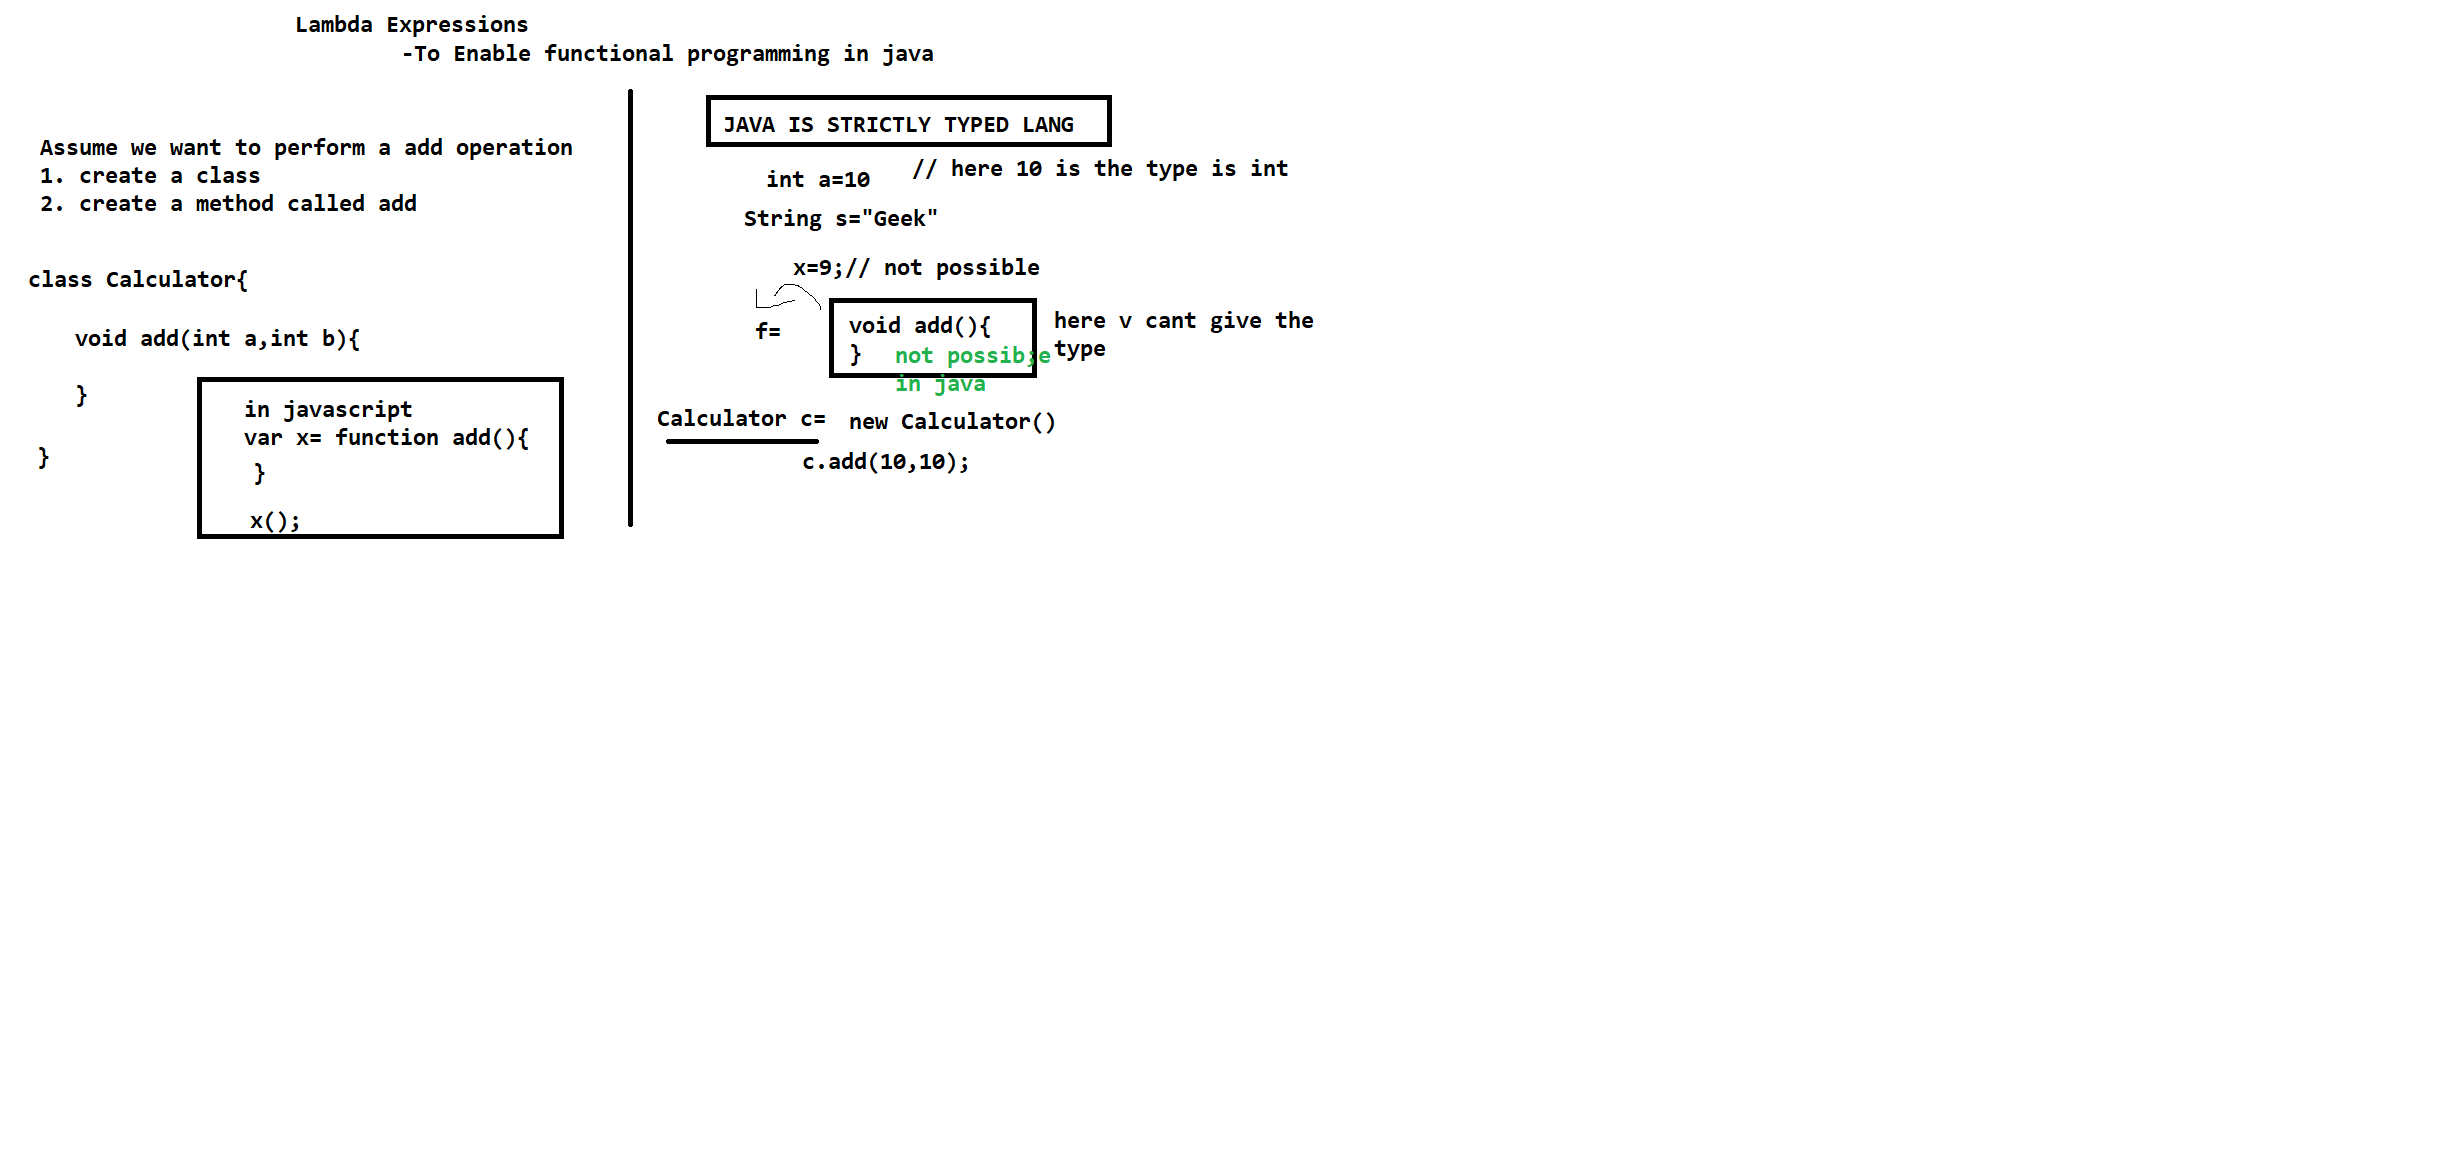 Lambda Expressions
-To Enable functional programming in java
Assume we want to perform a add operation
1. create a class
2. create a method called add
class Calculator{
void add(int a,int b){
}
}
in javascript
var x= function add(){
}
x();
JAVA IS STRICTLY TYPED LANG
int a=10
// here 10 is the type is int
String s="Geek"
x=9;// not possible
f=
void add(){
}
not possib;e
in java
here v cant give the
type
Calculator c=
new Calculator()
c.add(10,10);